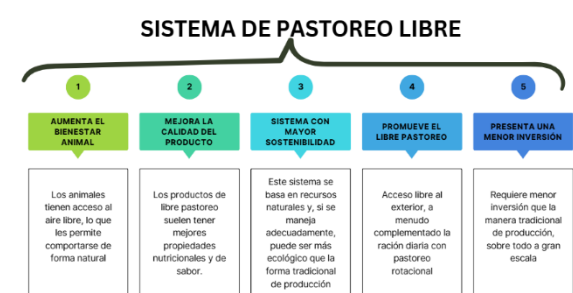 SISTEMA DE PASTOREO LIBRE
1
2
3
4
5
AUMENTA EL
BIENESTAR
ANIMAL
MEJORA LA
CALIDAD DEL
PRODUCTO
SISTEMA CON
MAYOR
SOSTENIBILIDAD
PROMUEVE EL
LIBRE PASTOREO
PRESENTA UNA
MENOR INVERSIÓN
Los animales
tienen acceso al
aire libre, lo que
les permite
comportarse de
forma natural
Los productos de
libre pastoreo
suelen tener
mejores
propiedades
nutricionales y de
sabor.
Este sistema se
basa en recursos
naturales y, si se
maneja
adecuadamente,
puede ser más
ecológico que la
forma tradicional
de producción
Acceso libre al
exterior, a
menudo
complementado la
ración diaria con
pastoreo
rotacional
Requiere menor
inversión que la
manera tradicional
de producción,
sobre todo a gran
escala